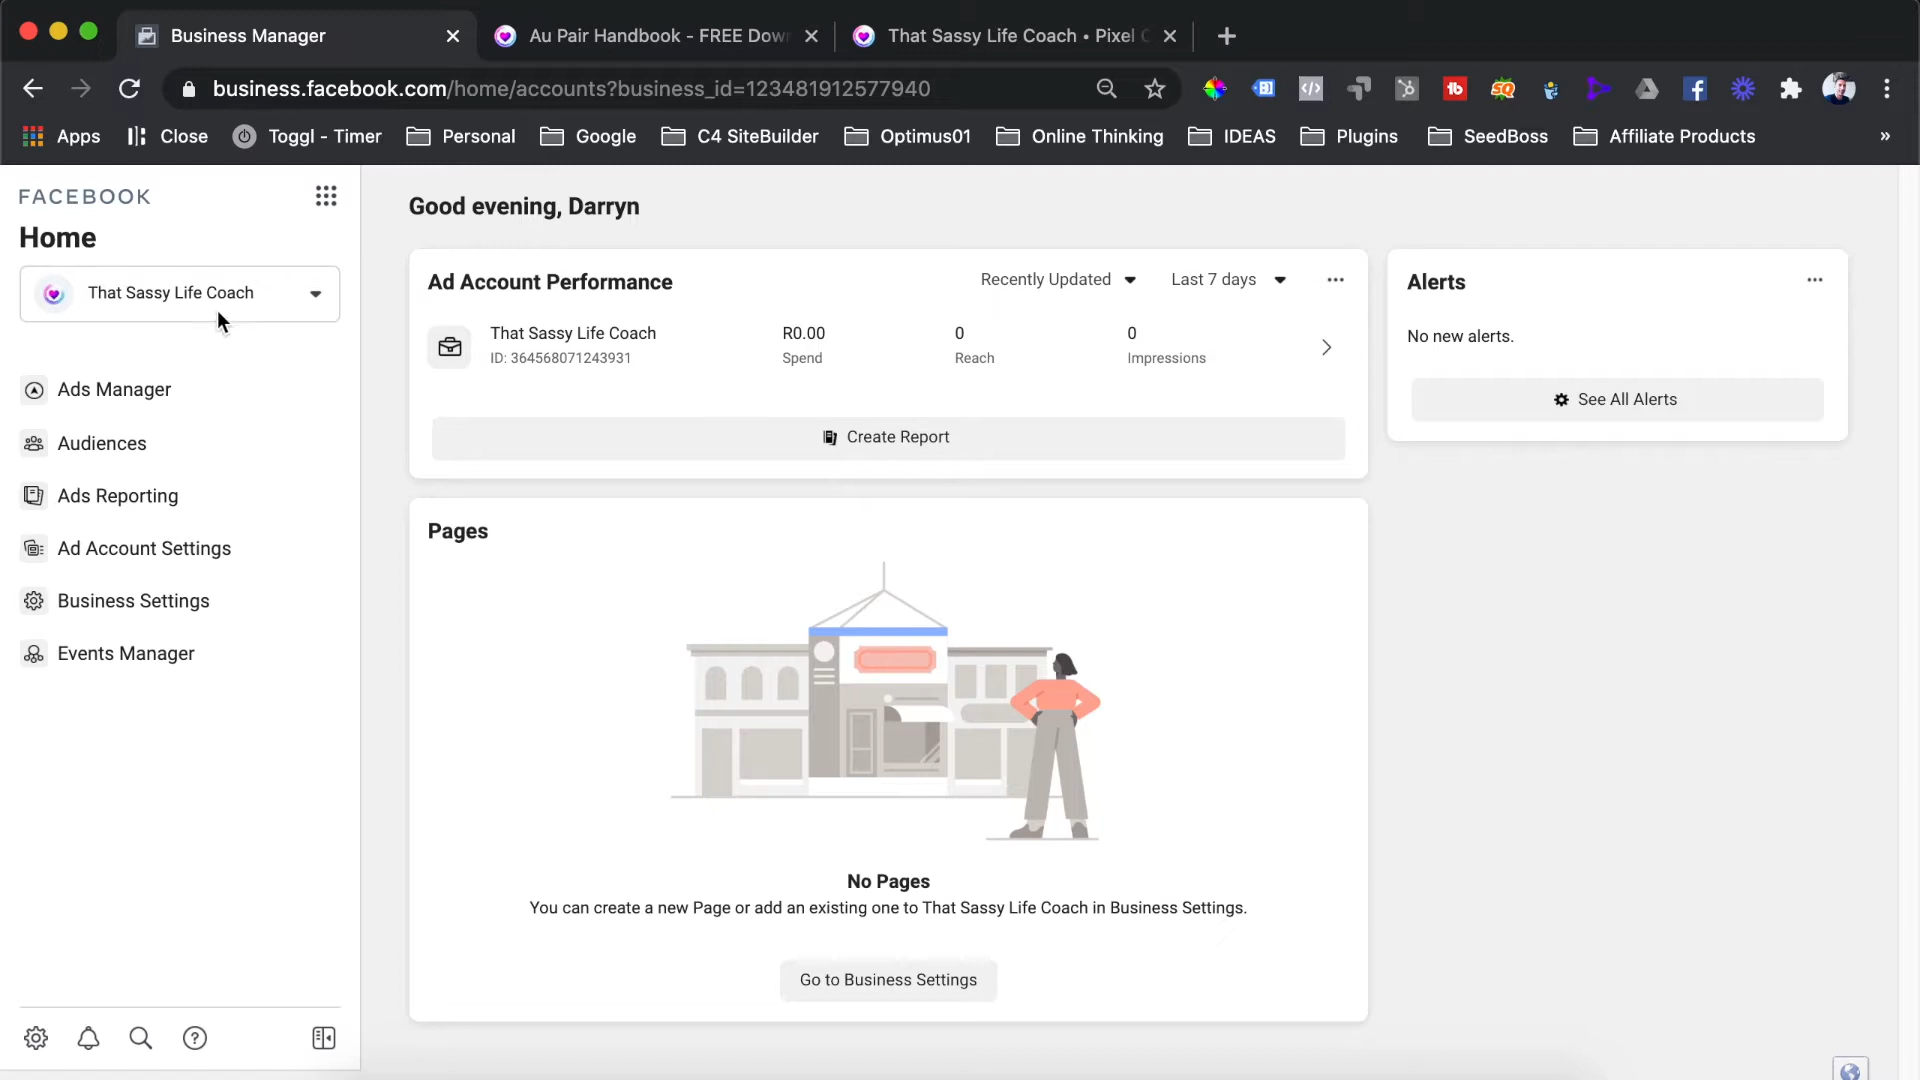 Business Manager
Au Pair Handbook - FREE Dow
That Sassy Life Coach • Pixel C
business.facebook.com/home/accounts?business_id=123481912577940
Apps
Close
Toggl - Timer
Personal
Google
C4 SiteBuilder
Optimus01
Online Thinking
IDEAS
Plugins
SeedBoss
Affiliate Products
»
FACEBOOK
Home
That Sassy Life Coach
Ads Manager
Audiences
Ads Reporting
Ad Account Settings
Business Settings
Events Manager
Good evening, Darryn
Ad Account Performance
Recently Updated
Last 7 days
That Sassy Life Coach
ID: 364568071243931
R0.00
Spend
0
Reach
0
Impressions
Create Report
Pages
No Pages
You can create a new Page or add an existing one to That Sassy Life Coach in Business Settings.
Go to Business Settings
Alerts
No new alerts.
See All Alerts